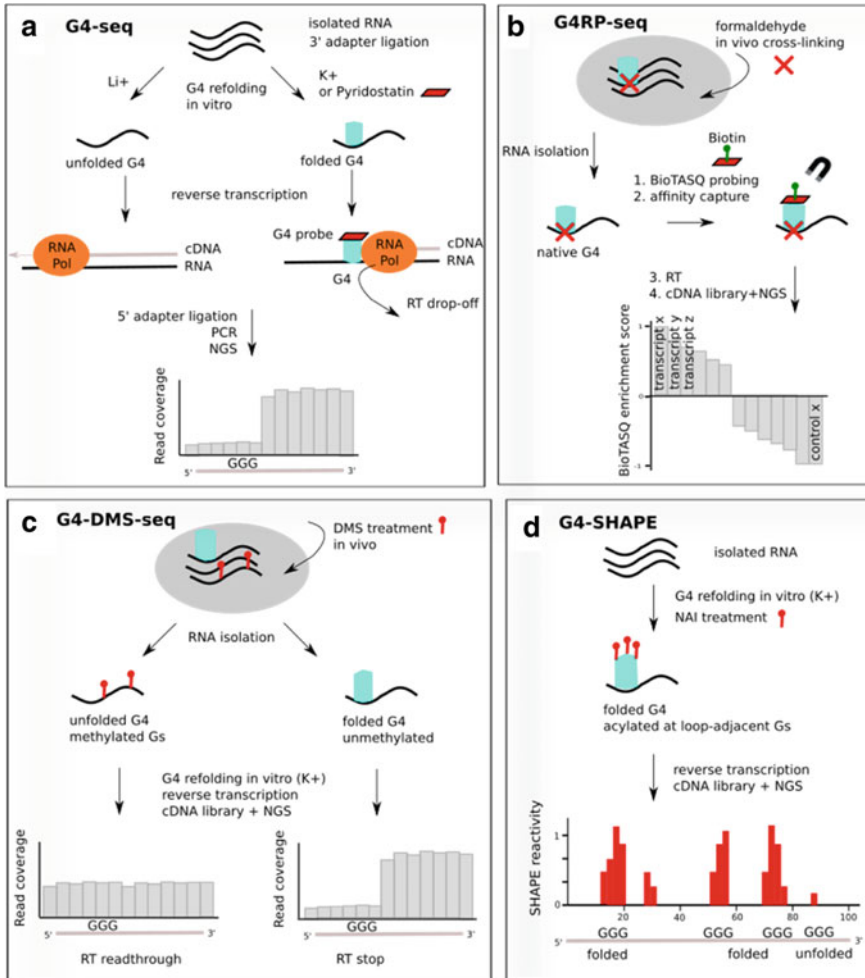 a G4-seq
isolated RNA
3' adapter ligation
Li+
G4 refolding
in vitro
K+
or Pyridostatin
unfolded G4
folded G4
reverse transcription
RNA
Pol
cDNA
RNA
G4 probe
RNA
Pol
cDNA
RNA
G4
RT drop-off
5' adapter ligation
PCR
NGS
Read coverage
GGG
5'
3'
b G4RP-seq
formaldehyde
in vivo cross-linking
RNA isolation
Biotin
1. BioTASQ probing
2. affinity capture
native G4
3. RT
4. cDNA library+NGS
BioTASQ enrichment score
1
0
-1
transcript x
transcript y
transcript z
control x
c G4-DMS-seq
DMS treatment
in vivo
RNA isolation
unfolded G4
methylated Gs
folded G4
unmethylated
G4 refolding in vitro (K+)
reverse transcription
cDNA library + NGS
Read coverage
GGG
5'
3'
RT readthrough
Read coverage
GGG
5'
3'
RT stop
d G4-SHAPE
isolated RNA
G4 refolding in vitro (K+)
NAI treatment
folded G4
acylated at loop-adjacent Gs
reverse transcription
cDNA library + NGS
SHAPE reactivity
1
0
20 40 60 80 100
GGG GGG GGG GGG
5' 3'
folded folded unfolded